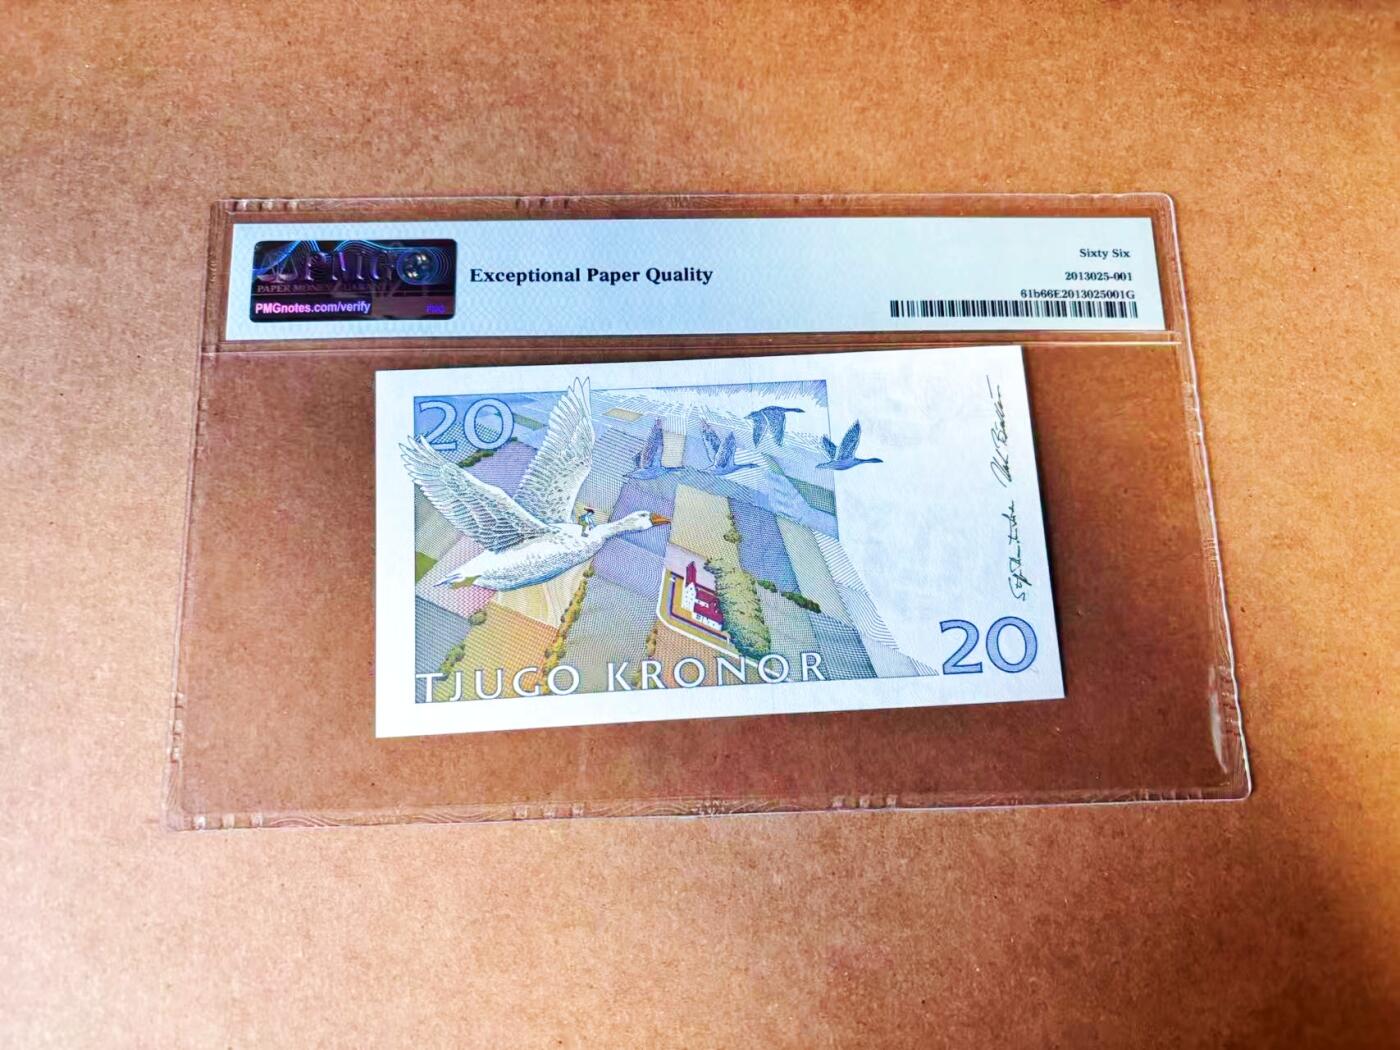 PMG
PAPER MONEY GUARANTY
PMGnotes.com/verify
Exceptional Paper Quality
Sixty Six
2013025-001
61b66E2013025001G
20
TJUGO KRONOR
20